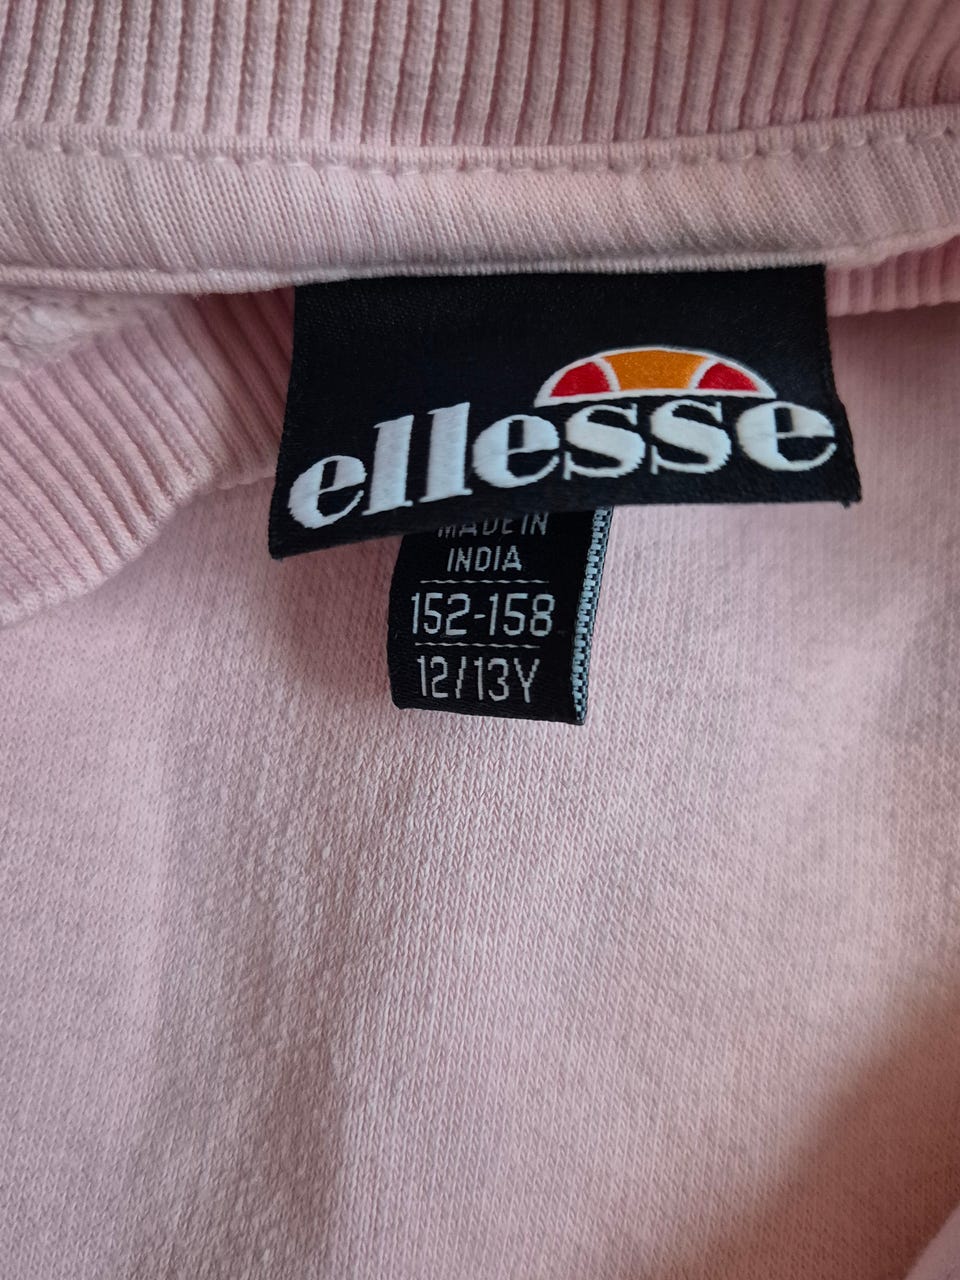 ellesse
MADE IN
INDIA
152-158
12/13Y